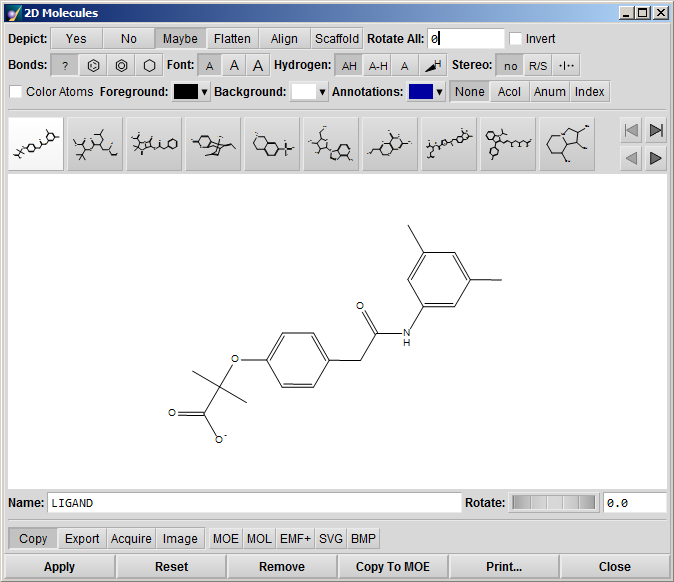 2D Molecules
Depict: Yes No Maybe Flatten Align Scaffold Rotate All: 0 Invert
Bonds: ? Font: A A A Hydrogen: AH A-H A H Stereo: no R/S
Color Atoms Foreground: Background: Annotations: None Acol Anum Index
O
N
H
O
O
O-
Name: LIGAND Rotate: 0.0
Copy Export Acquire Image MOE MOL EMF+ SVG BMP
Apply Reset Remove Copy To MOE Print... Close